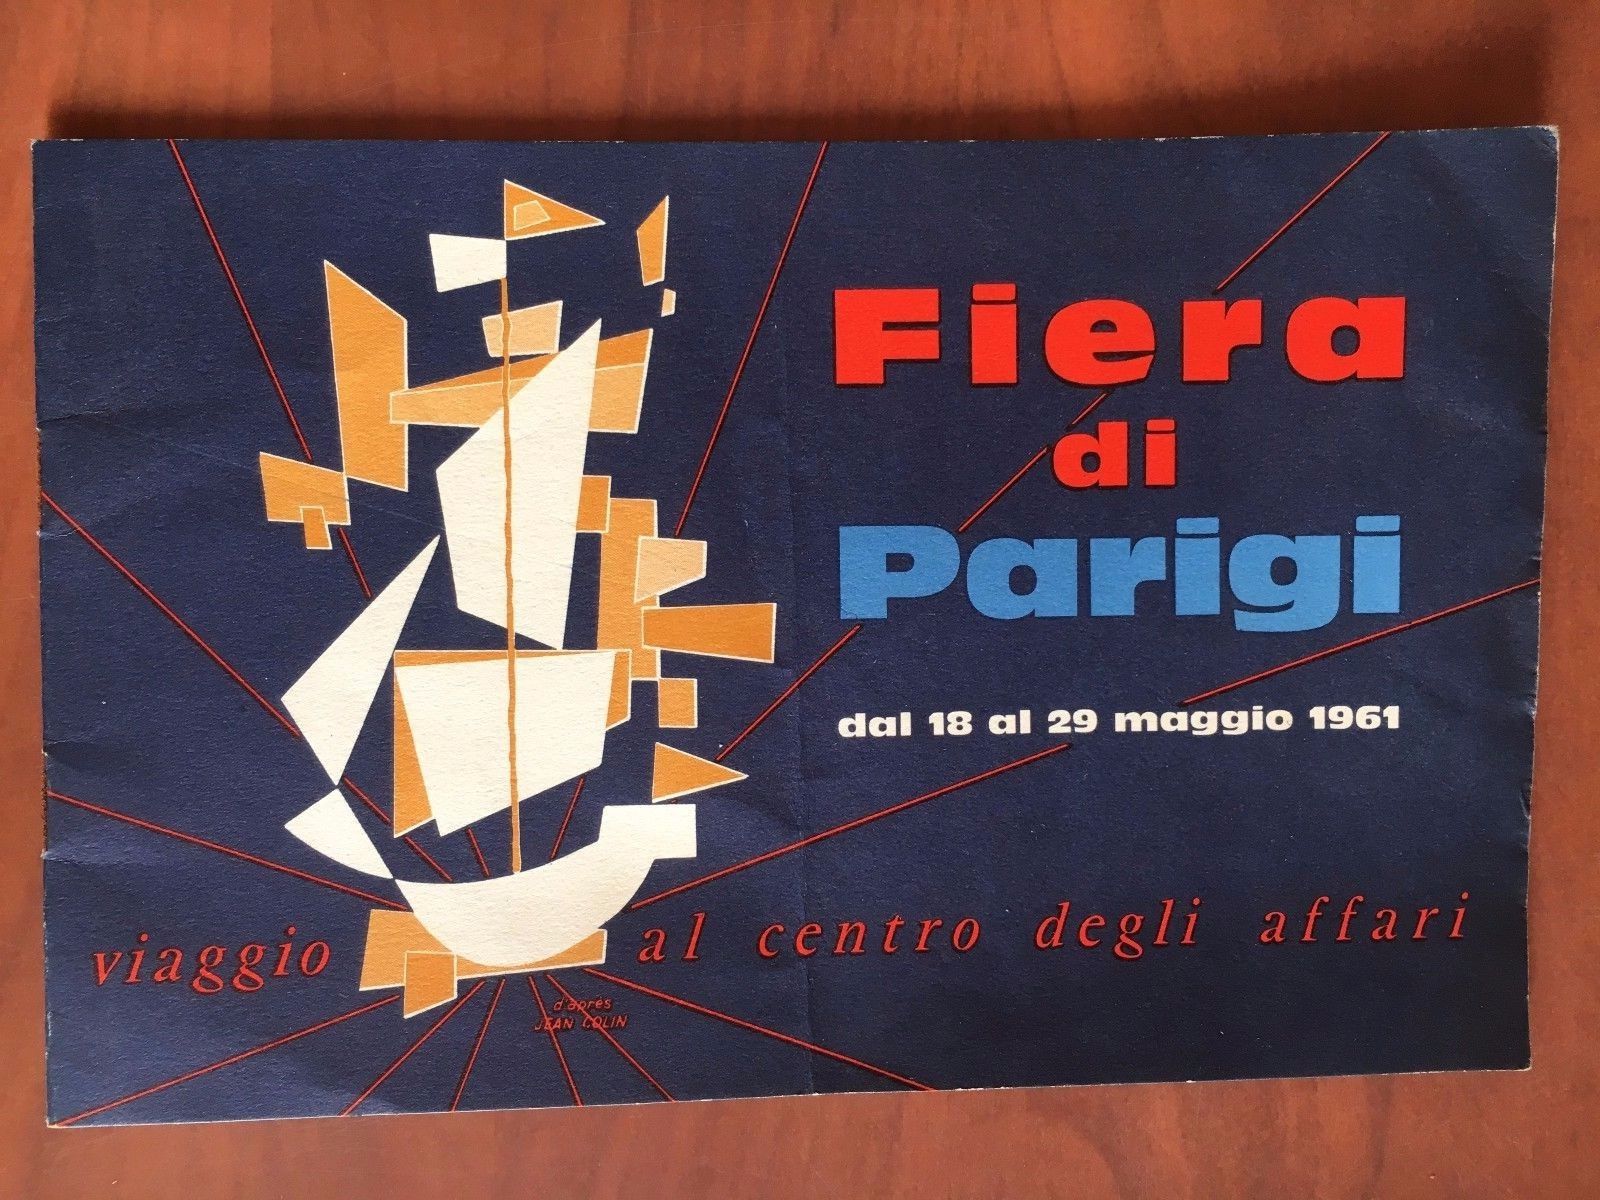 Fiera
di
Parigi
dal 18 al 29 maggio 1961
viaggio al centro degli affari
d'après
JEAN COLIN